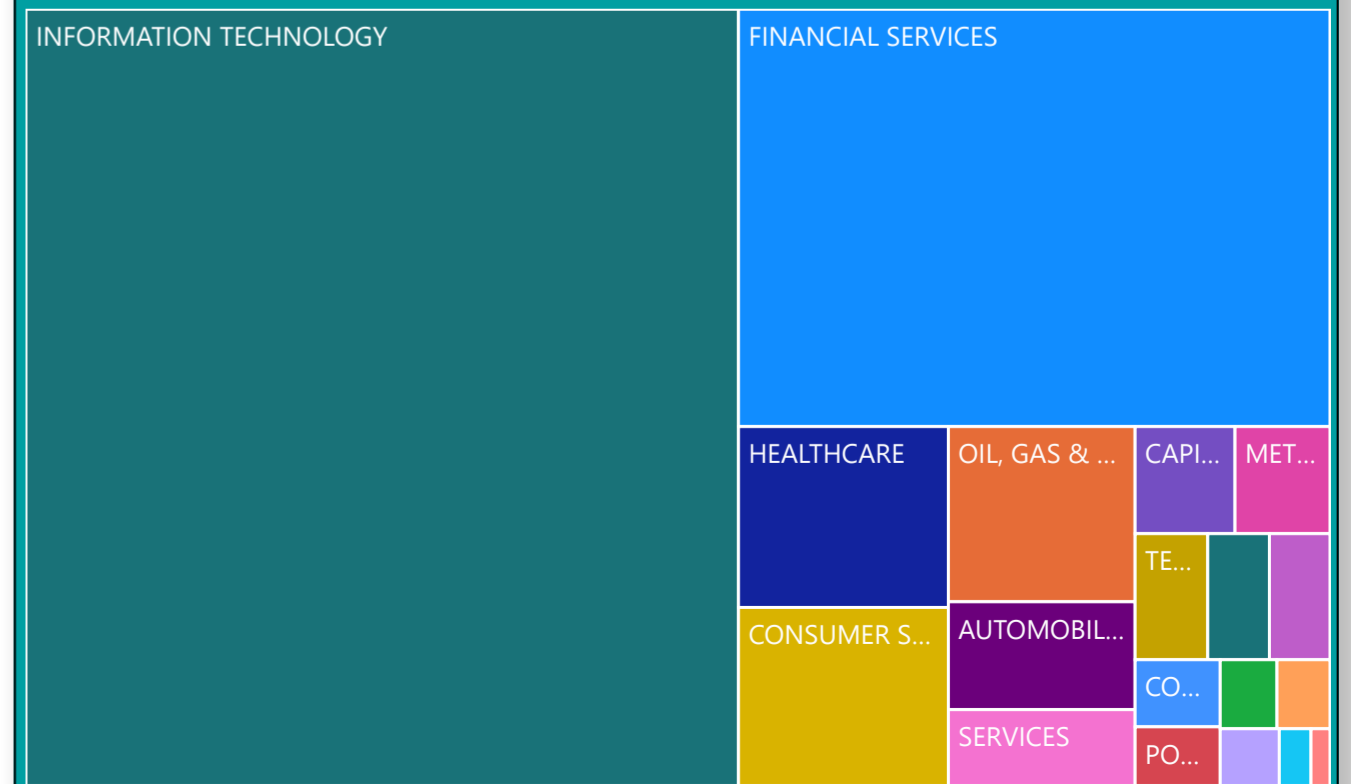 INFORMATION TECHNOLOGY
FINANCIAL SERVICES
HEALTHCARE
OIL, GAS & ...
CAPI...
MET...
TE...
CONSUMER S...
AUTOMOBIL...
CO...
SERVICES
PO...